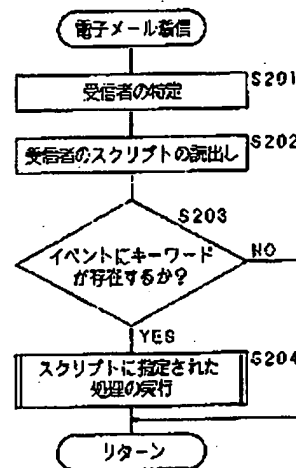 電子メール着信
S201
受信者の特定
S202
受信者のスクリプトの読出し
S203
イベントにキーワード
が存在するか?
NO
YES
S204
スクリプトに指定された
処理の実行
リターン